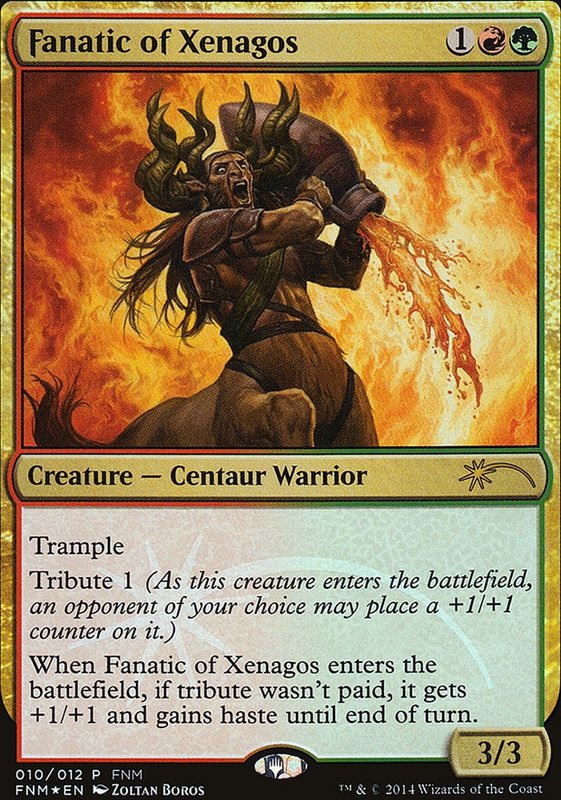 Fanatic of Xenagos 1
Creature — Centaur Warrior
Trample
Tribute 1 (As this creature enters the battlefield,
an opponent of your choice may place a +1/+1
counter on it.)
When Fanatic of Xenagos enters the
battlefield, if tribute wasn't paid, it gets
+1/+1 and gains haste until end of turn.
3/3
010/012 P FNM
FNM★EN Zoltan Boros
™ & © 2014 Wizards of the Coast